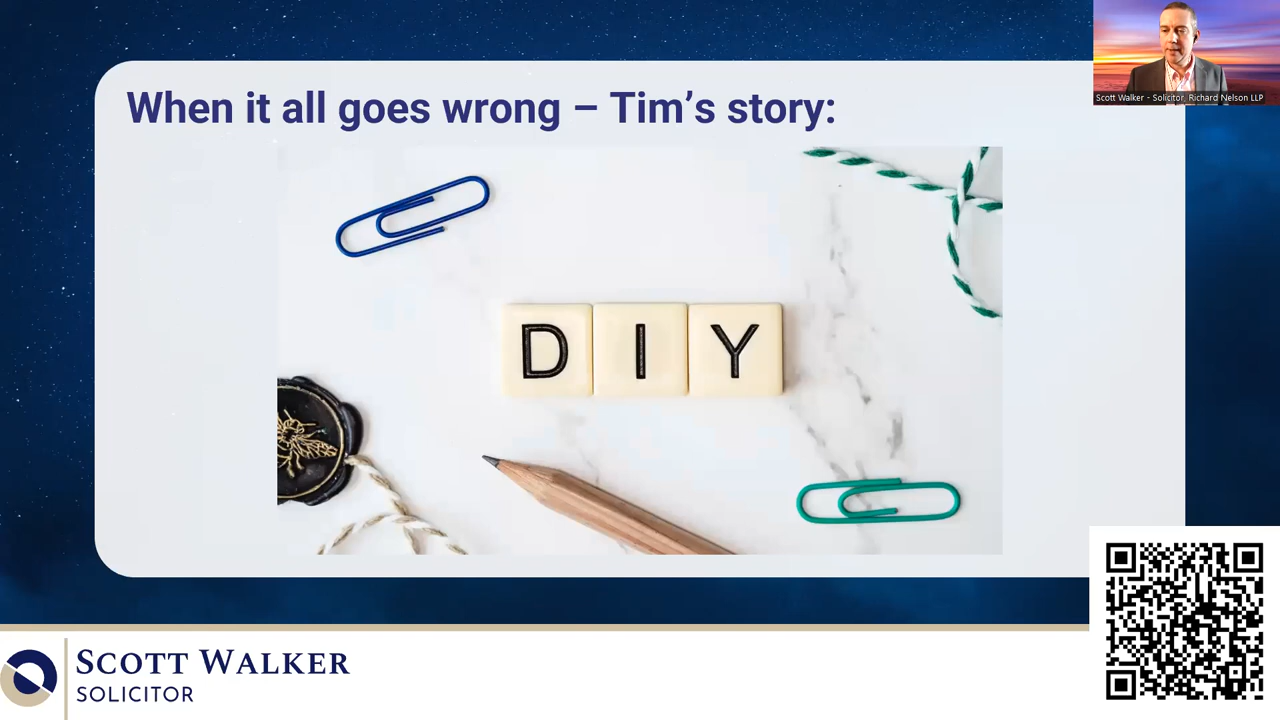 When it all goes wrong – Tim's story:
Scott Walker - Solicitor, Richard Nelson LLP
D I Y
SCOTT WALKER
SOLICITOR